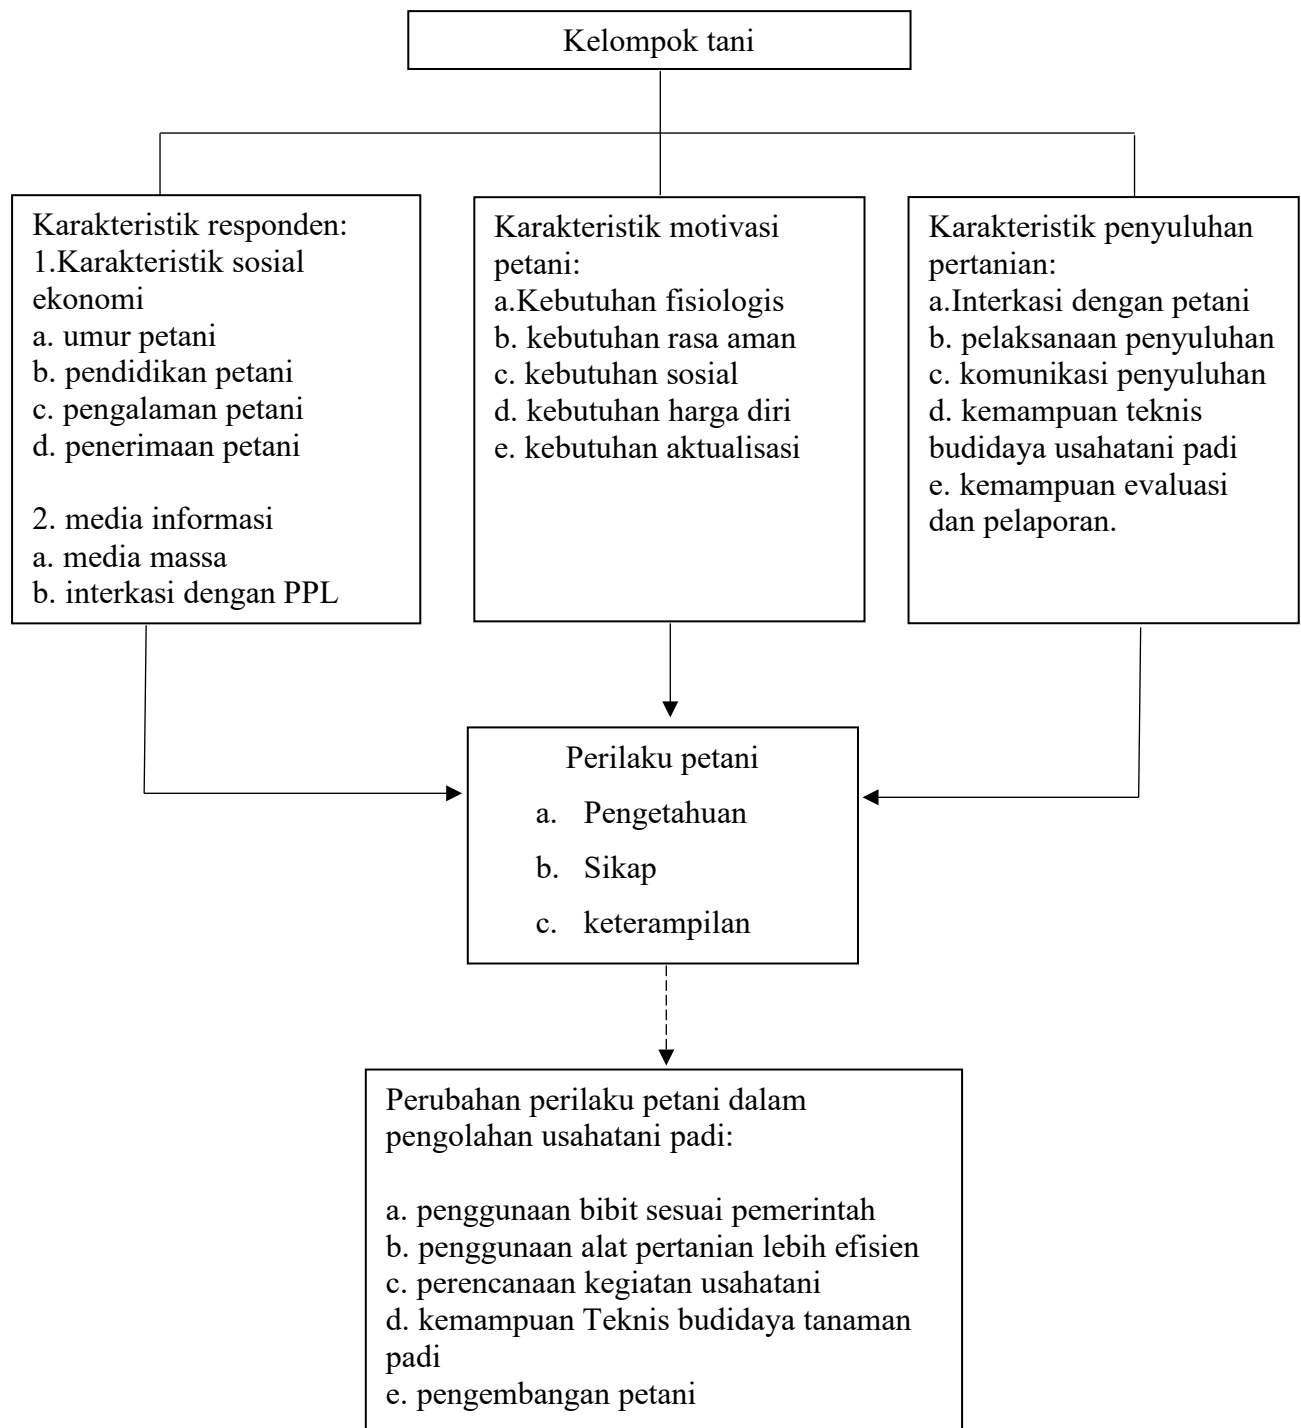 Kelompok tani
Karakteristik responden:
1.Karakteristik sosial
ekonomi
a. umur petani
b. pendidikan petani
c. pengalaman petani
d. penerimaan petani
2. media informasi
a. media massa
b. interkasi dengan PPL
Karakteristik motivasi
petani:
a.Kebutuhan fisiologis
b. kebutuhan rasa aman
c. kebutuhan sosial
d. kebutuhan harga diri
e. kebutuhan aktualisasi
Karakteristik penyuluhan
pertanian:
a.Interkasi dengan petani
b. pelaksanaan penyuluhan
c. komunikasi penyuluhan
d. kemampuan teknis
budidaya usahatani padi
e. kemampuan evaluasi
dan pelaporan.
Perilaku petani
a. Pengetahuan
b. Sikap
c. keterampilan
Perubahan perilaku petani dalam
pengolahan usahatani padi:
a. penggunaan bibit sesuai pemerintah
b. penggunaan alat pertanian lebih efisien
c. perencanaan kegiatan usahatani
d. kemampuan Teknis budidaya tanaman
padi
e. pengembangan petani